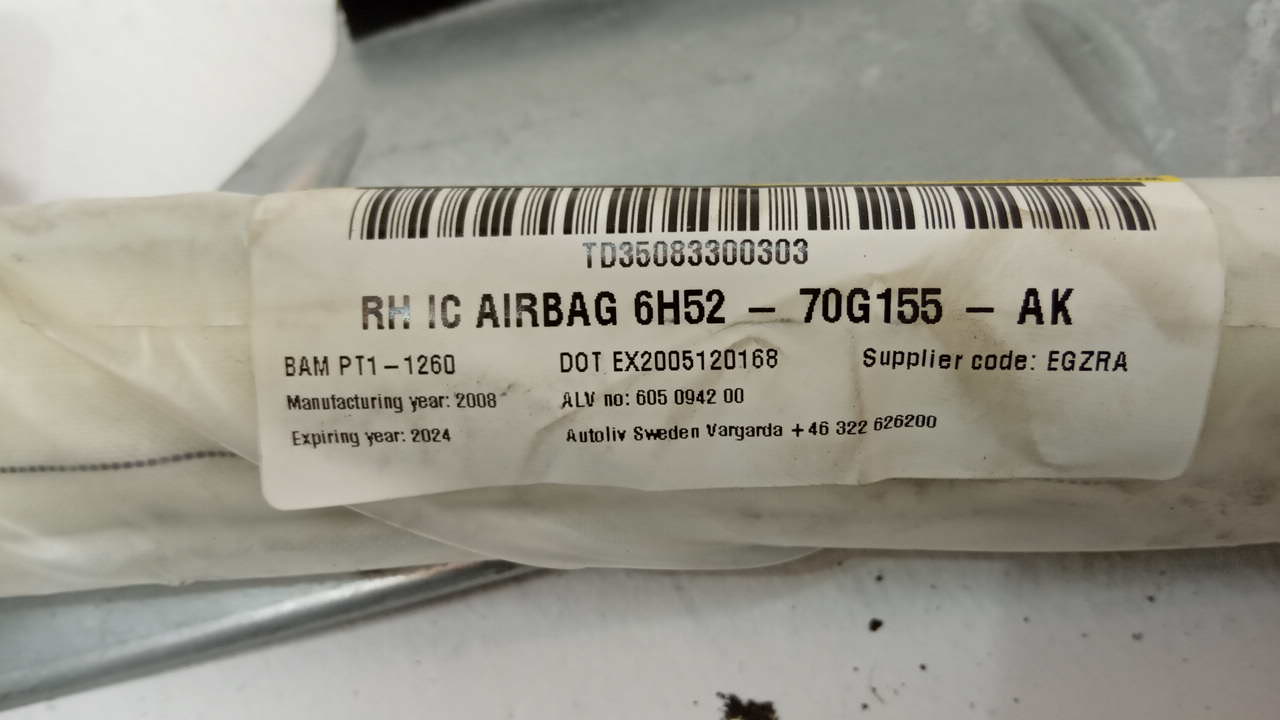 TD35083300303
RH IC AIRBAG 6H52 – 70G155 – AK
BAM PT1–1260 DOT EX2005120168 Supplier code: EGZRA
Manufacturing year: 2008 ALV no: 605 0942 00
Expiring year: 2024 Autoliv Sweden Vargarda +46 322 626200